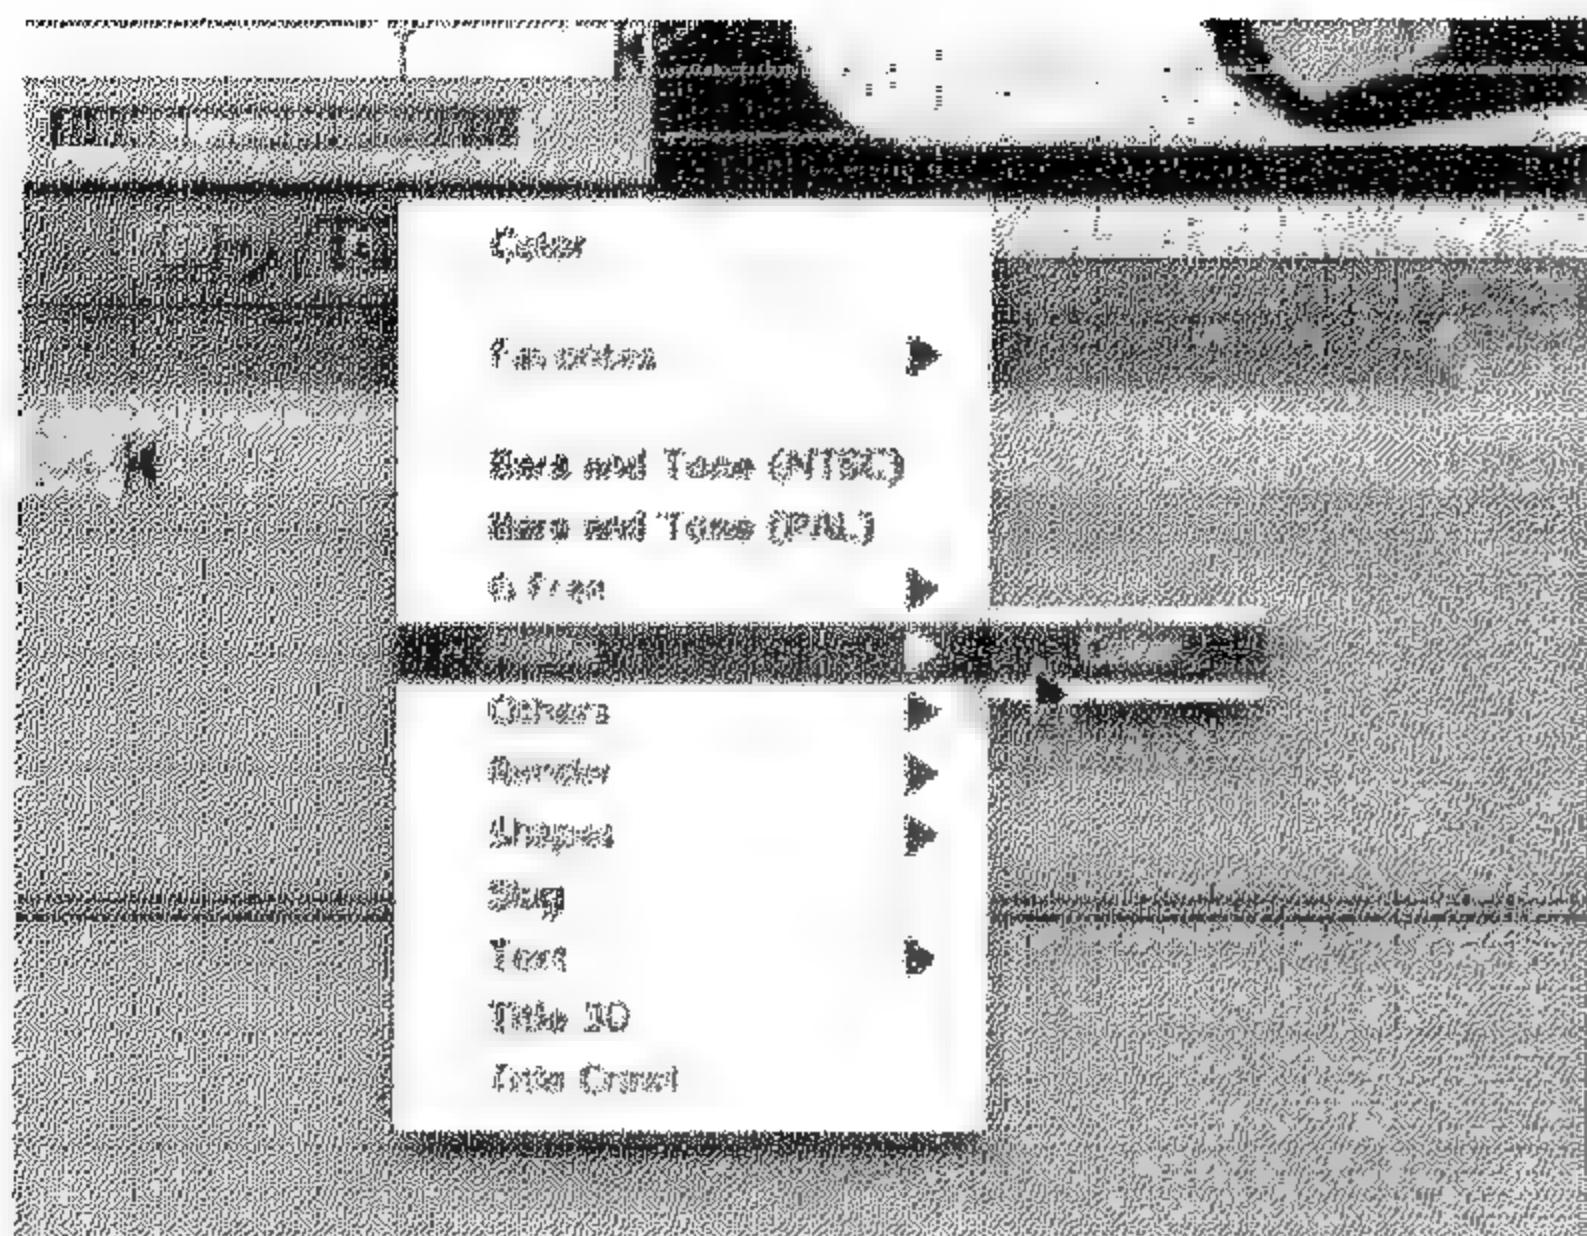 Color
Favorites
Bars and Tone (NTSC)
Bars and Tone (PAL)
Others
Render
Shapes
Slug
Text
Title 3D
Title Crawl